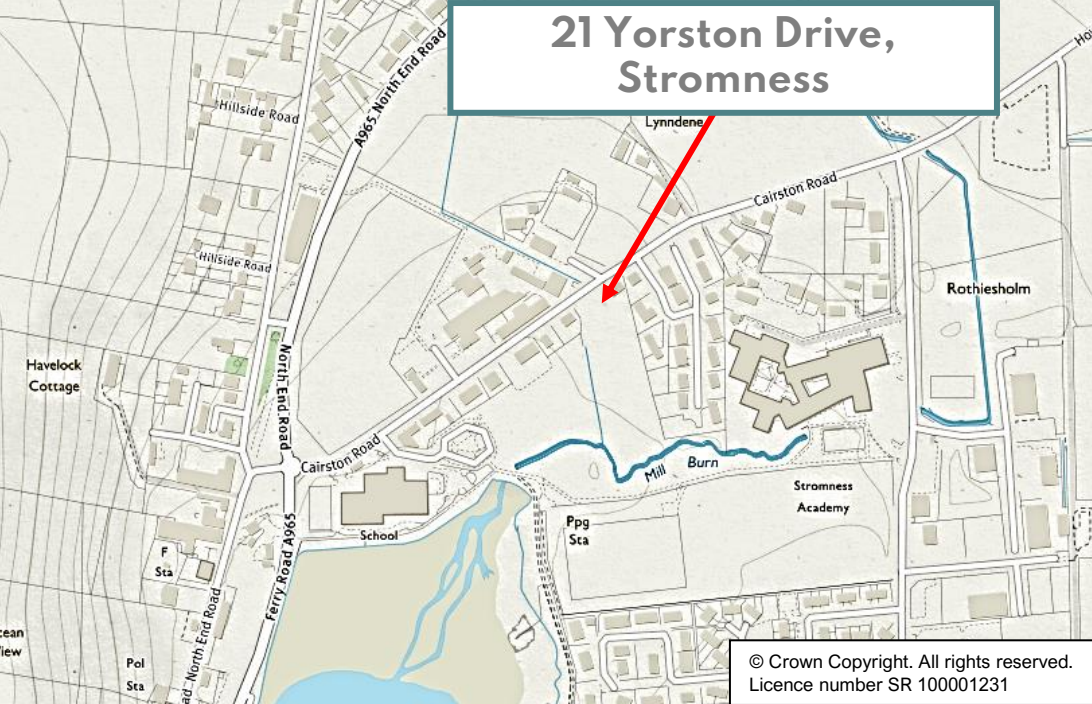 21 Yorston Drive,
Stromness
Lynndene
Hillside Road
A965 North End Road
Cairston Road
Hillside Road
Rothiesholm
Havelock
Cottage
North End Road
Cairston Road
Mill Burn
Stromness
Academy
School
Ppg
Sta
F
Sta
Ferry Road A965
North End Road
Pol
Sta
© Crown Copyright. All rights reserved.
Licence number SR 100001231